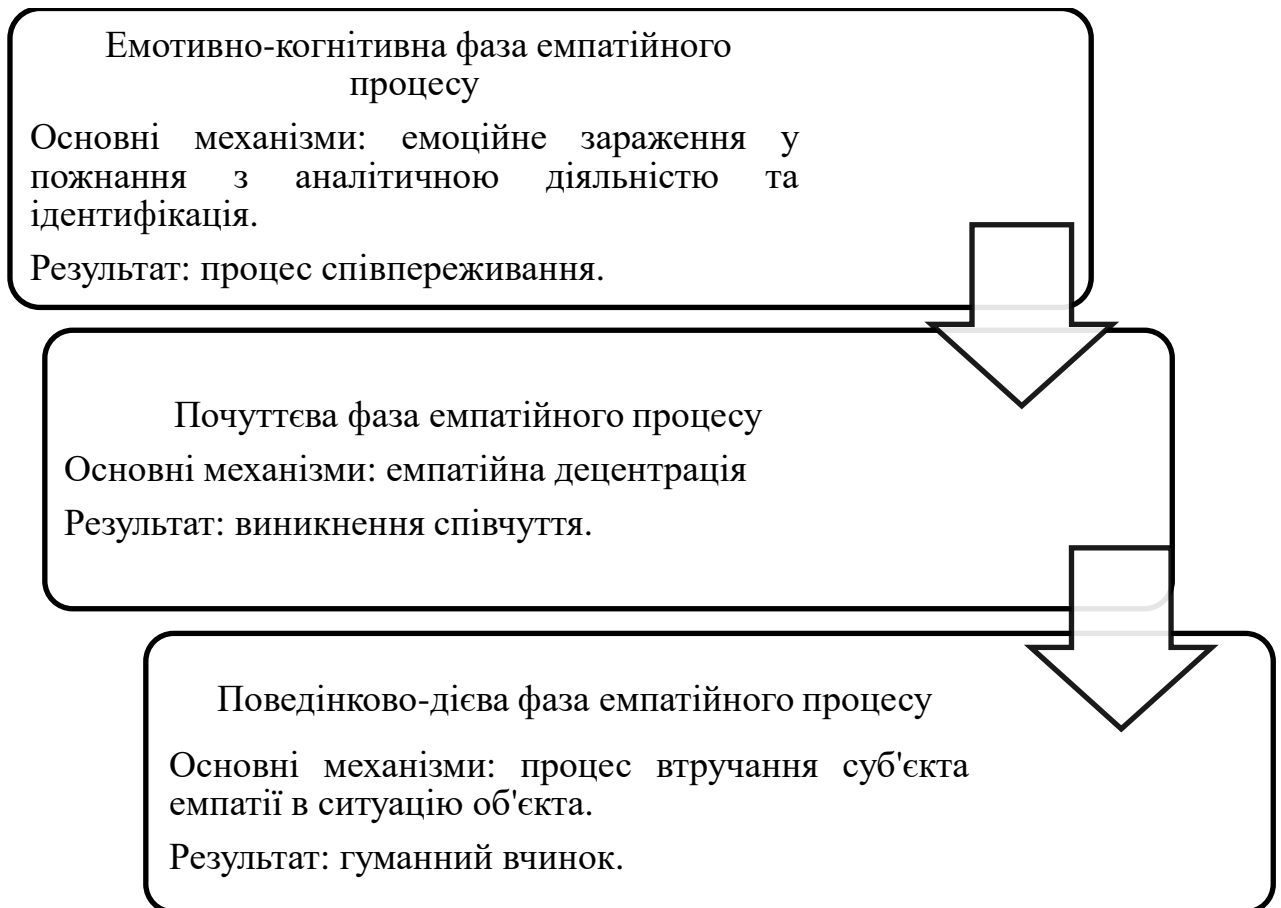 Емотивно-когнітивна фаза емпатійного
процесу
Основні механізми: емоційне зараження у
пожнання з аналітичною діяльністю та
ідентифікація.
Результат: процес співпереживання.
Почуттєва фаза емпатійного процесу
Основні механізми: емпатійна децентрація
Результат: виникнення співчуття.
Поведінково-дієва фаза емпатійного процесу
Основні механізми: процес втручання суб'єкта
емпатії в ситуацію об'єкта.
Результат: гуманний вчинок.